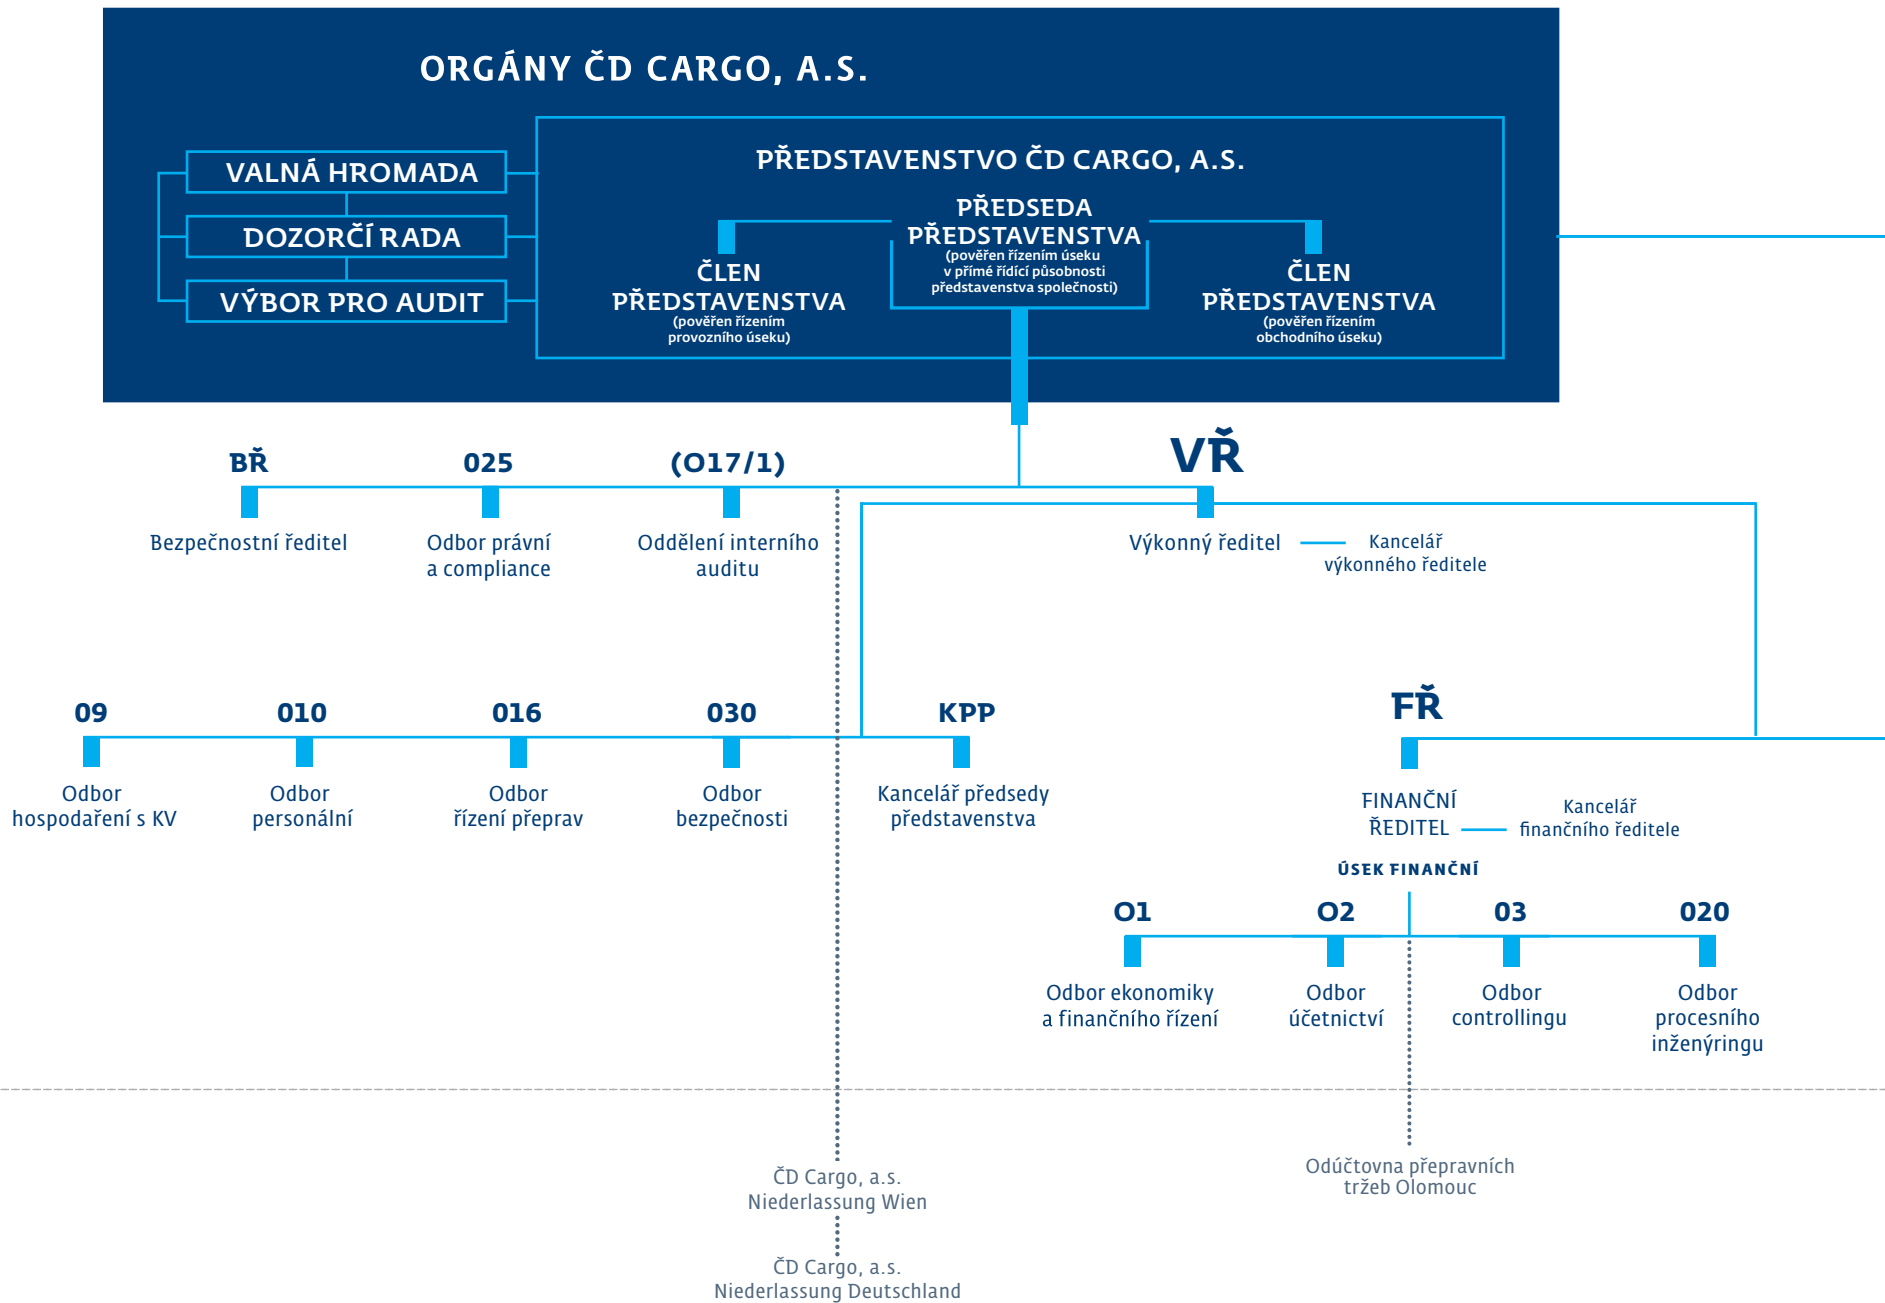 ORGÁNY ČD CARGO, A.S.
VALNÁ HROMADA
DOZORČÍ RADA
VÝBOR PRO AUDIT
PŘEDSTAVENSTVO ČD CARGO, A.S.
PŘEDSEDA
PŘEDSTAVENSTVA
(pověřen řízením úseku
v přímé řídící působnosti
představenstva společnosti)
ČLEN
PŘEDSTAVENSTVA
(pověřen řízením
provozního úseku)
ČLEN
PŘEDSTAVENSTVA
(pověřen řízením
obchodního úseku)
BŘ
025
(O17/1)
VŘ
Bezpečnostní ředitel
Odbor právní
a compliance
Oddělení interního
auditu
Výkonný ředitel
Kancelář
výkonného ředitele
09
010
016
030
KPP
FŘ
Odbor
hospodaření s KV
Odbor
personální
Odbor
řízení přeprav
Odbor
bezpečnosti
Kancelář předsedy
představenstva
FINANČNÍ
ŘEDITEL
Kancelář
finančního ředitele
ÚSEK FINANČNÍ
O1
O2
03
020
Odbor ekonomiky
a finančního řízení
Odbor
účetnictví
Odbor
controllingu
Odbor
procesního
inženýringu
ČD Cargo, a.s.
Niederlassung Wien
Odúčtovna přepravních
tržeb Olomouc
ČD Cargo, a.s.
Niederlassung Deutschland